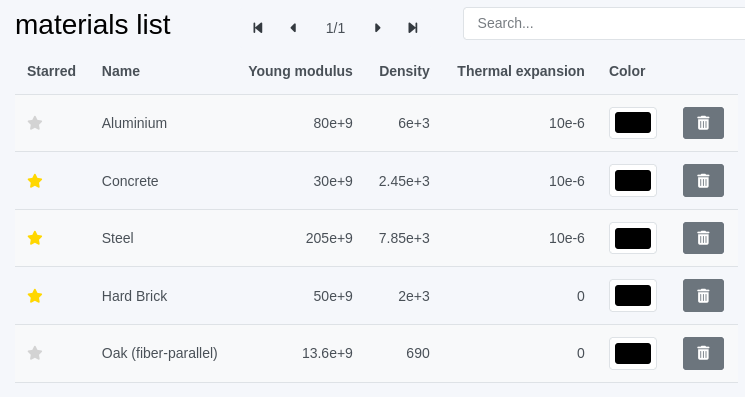 materials list 1/1 Search...
Starred Name Young modulus Density Thermal expansion Color
Aluminium 80e+9 6e+3 10e-6
Concrete 30e+9 2.45e+3 10e-6
Steel 205e+9 7.85e+3 10e-6
Hard Brick 50e+9 2e+3 0
Oak (fiber-parallel) 13.6e+9 690 0